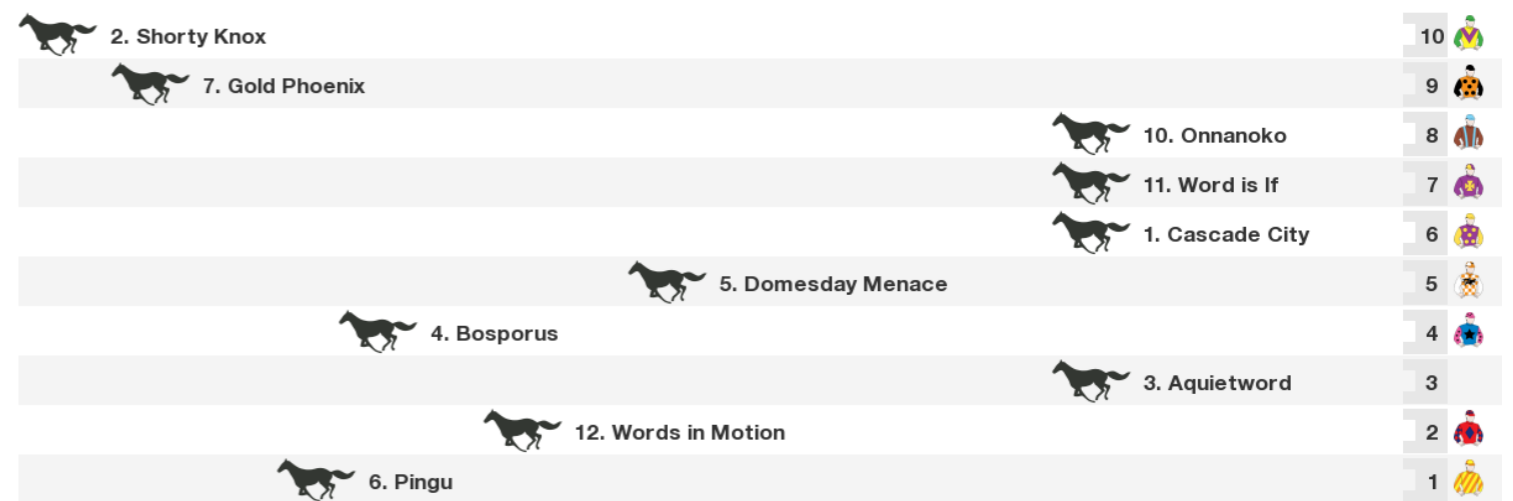 2. Shorty Knox 10
7. Gold Phoenix 9
10. Onnanoko 8
11. Word is If 7
1. Cascade City 6
5. Domesday Menace 5
4. Bosporus 4
3. Aquietword 3
12. Words in Motion 2
6. Pingu 1